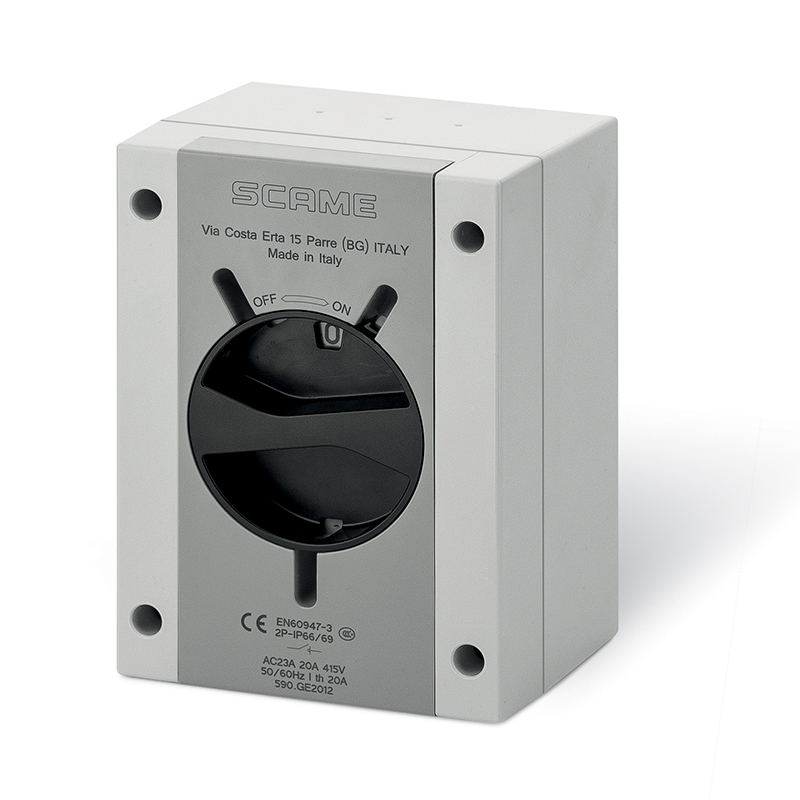 SCAME
Via Costa Erta 15 Parre (BG) ITALY
Made in Italy
OFF ON
0
CE EN60947-3 CCC
2P-IP66/69
AC23A 20A 415V
50/60Hz I th 20A
590.GE2012